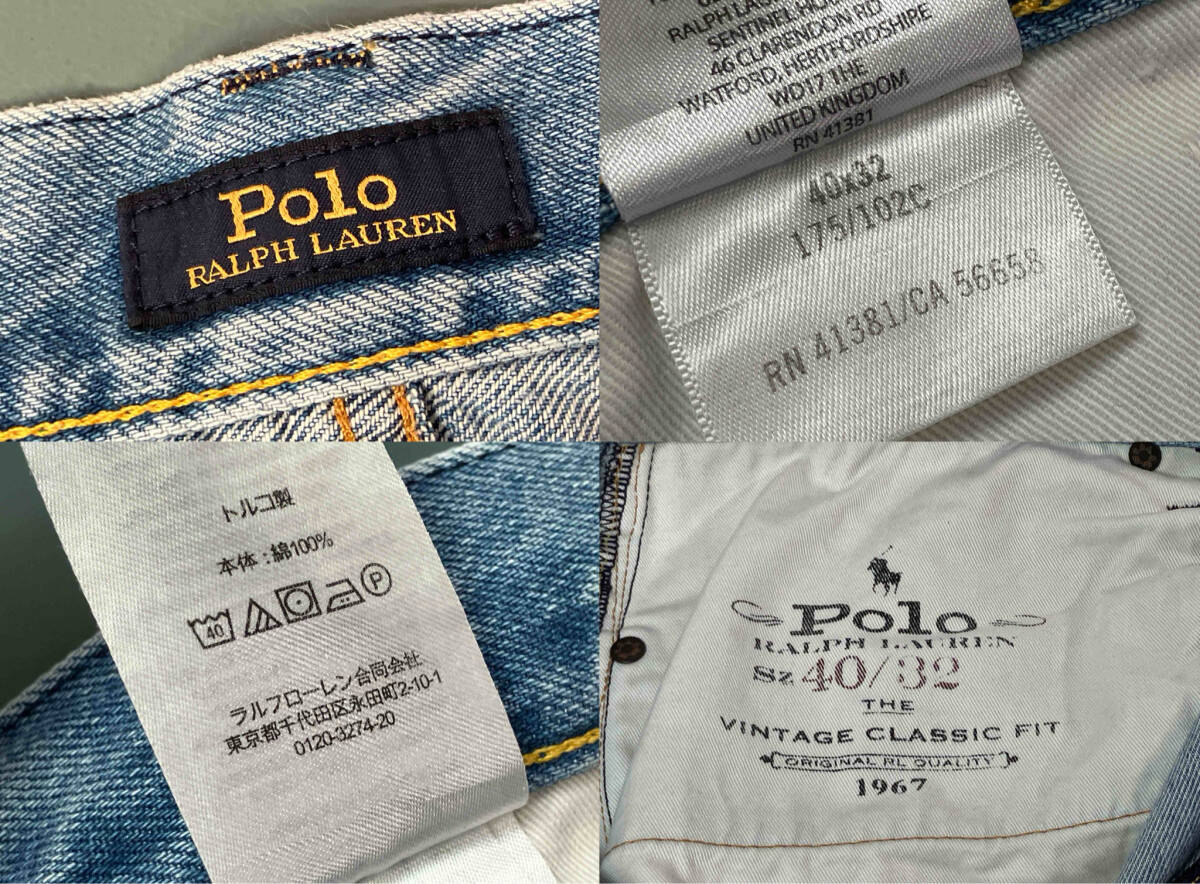 Polo
RALPH LAUREN
RALPH LAU
SENTINEL HO
46 CLARENDON RD
WATFORD, HERTFORDSHIRE
WD17 1HE
UNITED KINGDOM
RN 41381
40x32
175/102C
RN 41381/CA 56658
トルコ製
本体：綿100%
40
P
ラルフローレン合同会社
東京都千代田区永田町2-10-1
0120-3274-20
Polo
RALPH LAUREN
Sz 40/32
THE
VINTAGE CLASSIC FIT
ORIGINAL RL QUALITY
1967